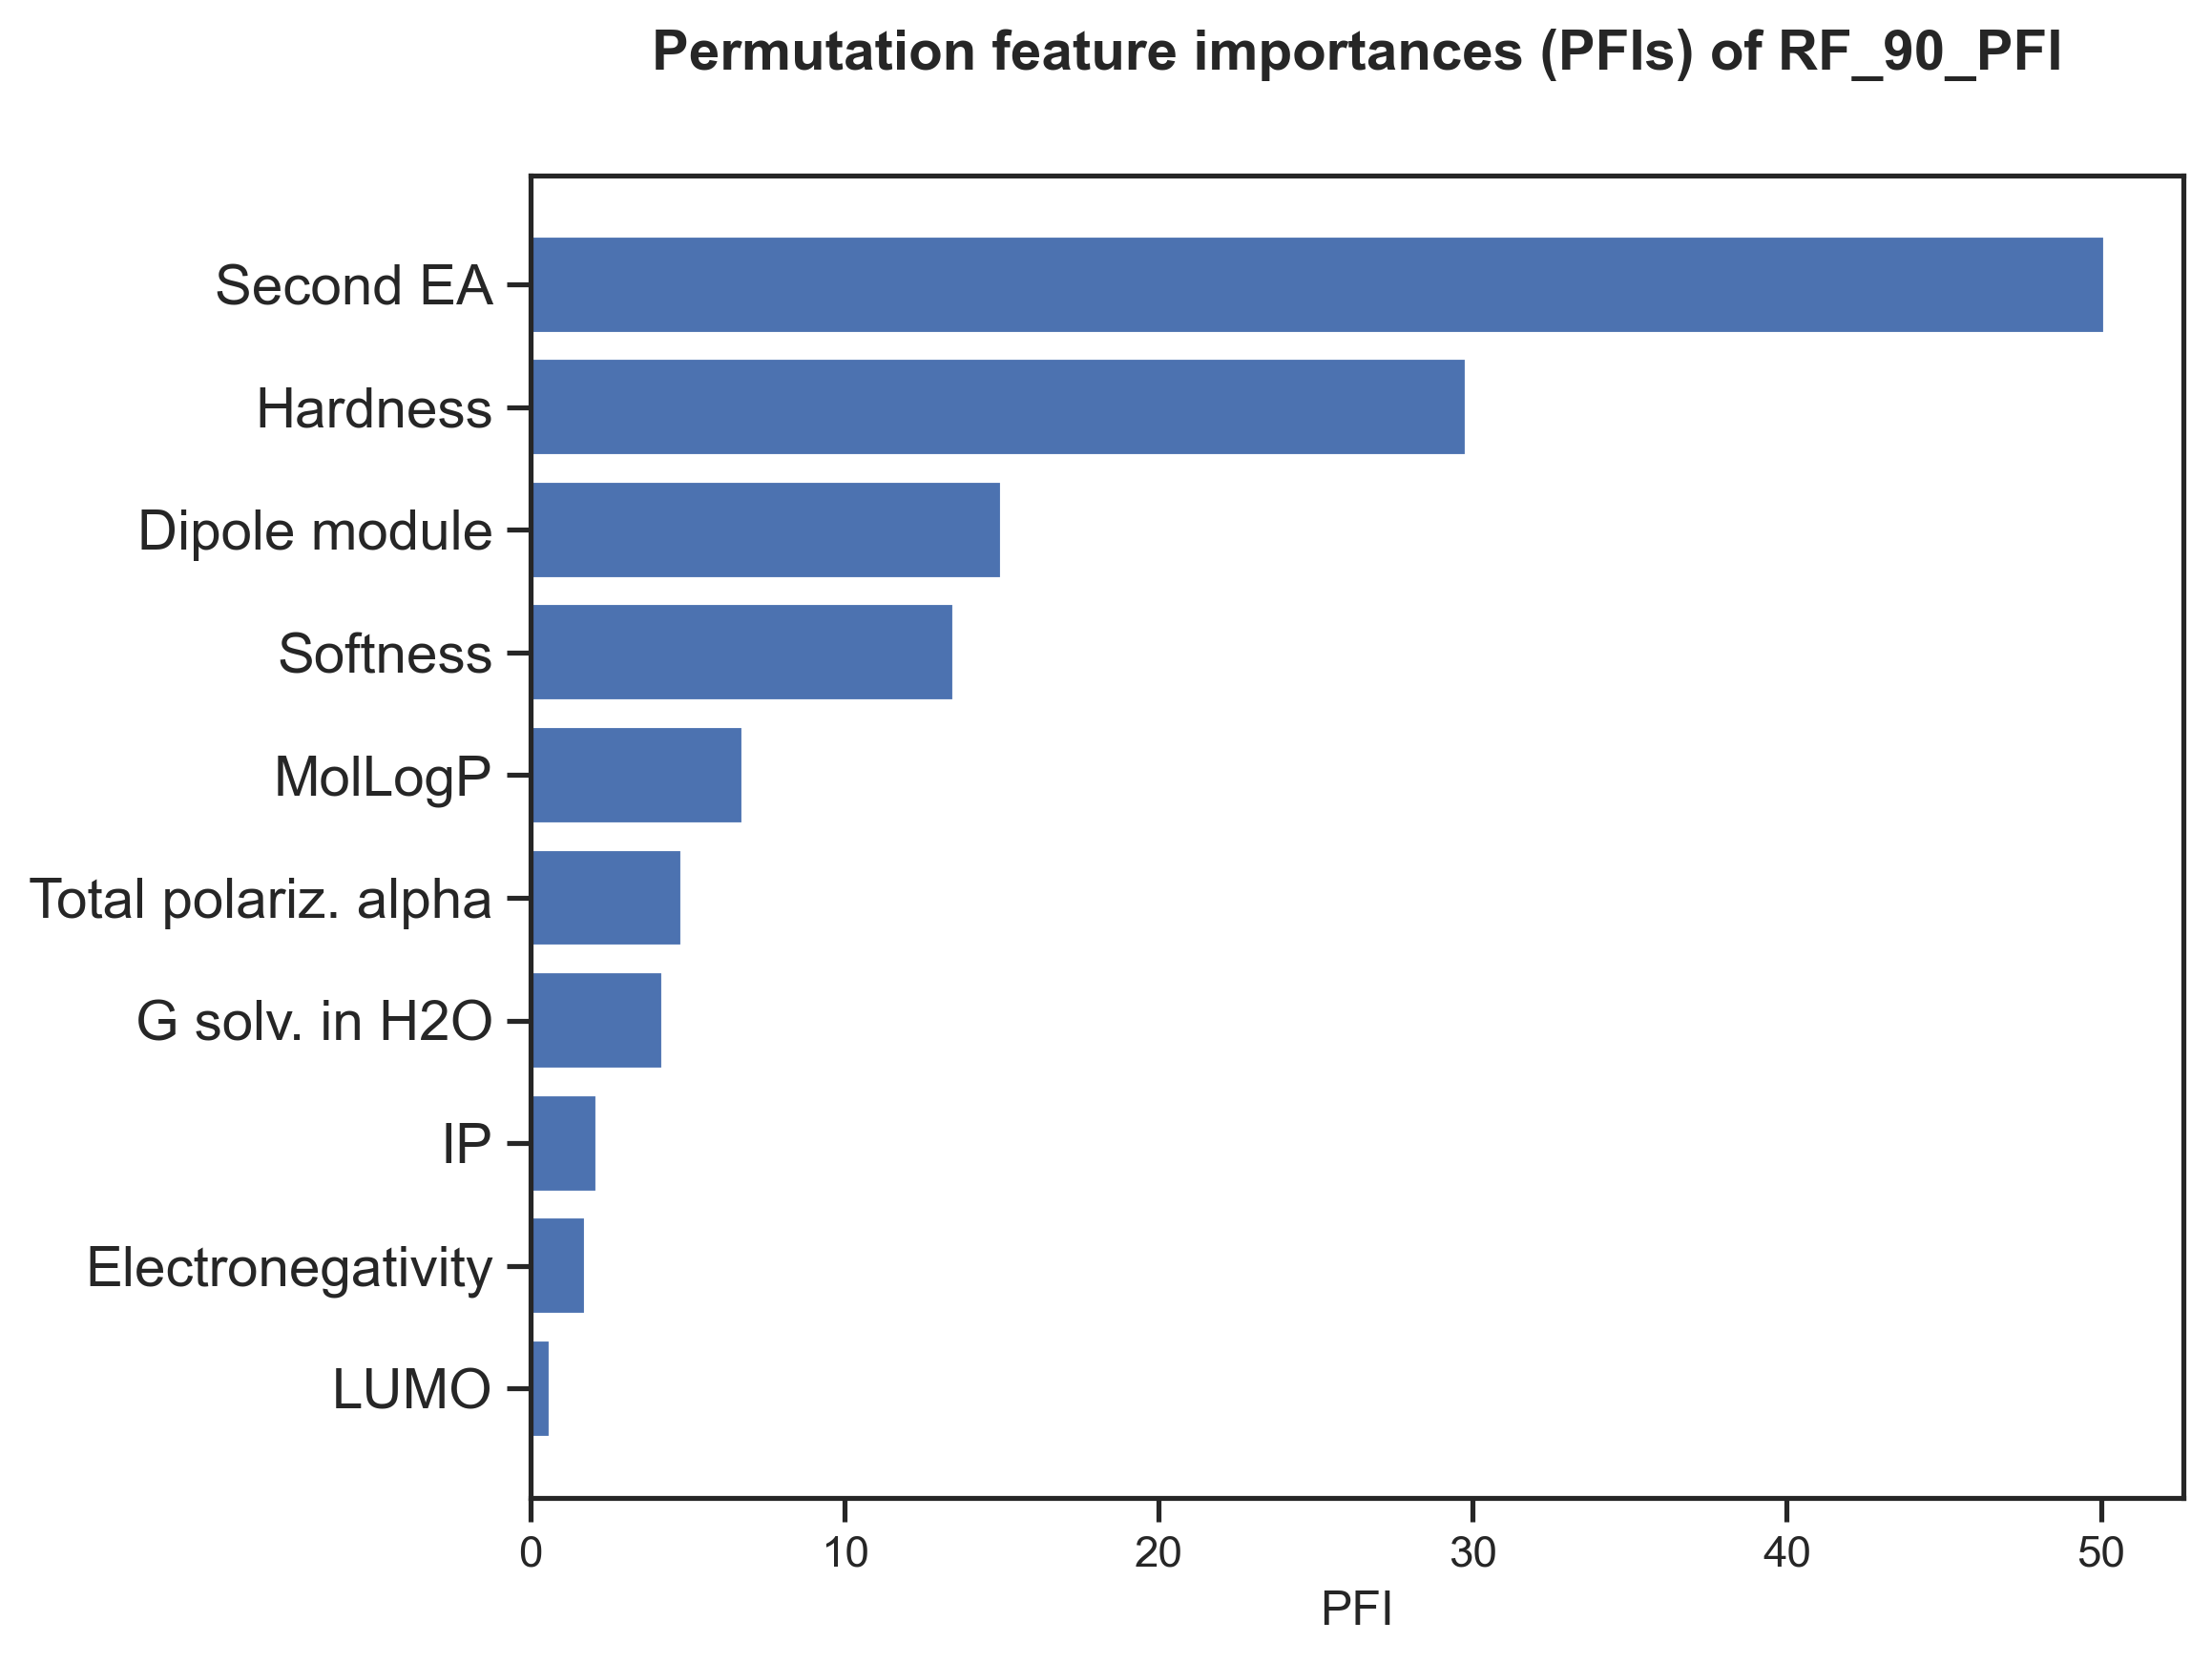 Permutation feature importances (PFIs) of RF_90_PFI
Second EA
Hardness
Dipole module
Softness
MolLogP
Total polariz. alpha
G solv. in H2O
IP
Electronegativity
LUMO
0 10 20 30 40 50
PFI